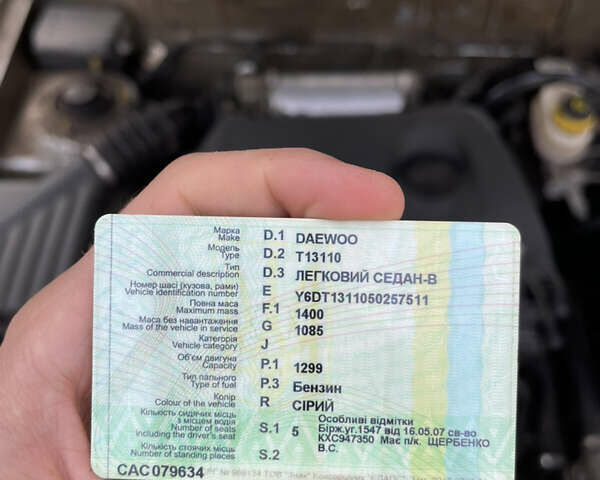 Марка
Make D.1 DAEWOO
Модель
Type D.2 T13110
Тип
Commercial description D.3 ЛЕГКОВИЙ СЕДАН-В
Номер шасі (кузова, рами)
Vehicle identification number E Y6DT1311050257511
Повна маса
Maximum mass F.1 1400
Маса без навантаження
Mass of the vehicle in service G 1085
Категорія
Vehicle category J
Об'єм двигуна
Capacity P.1 1299
Тип пального
Type of fuel P.3 Бензин
Колір
Colour of the vehicle R СІРИЙ
Кількість сидячих місць
з місцем водія
Number of seats S.1 5
including the driver's seat
Кількість стоячих місць
Number of standing places S.2
Особливі відмітки
Бірж.уг.1547 від 16.05.07 св-во
КХС947350 Має п/к. ЩЕРБЕНКО
В.С.
САС079634